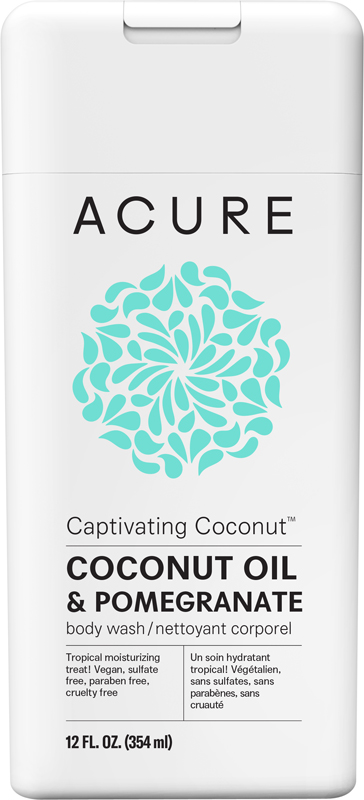 ACURE
Captivating Coconut™
COCONUT OIL
& POMEGRANATE
body wash/nettoyant corporel
Tropical moisturizing
treat! Vegan, sulfate
free, paraben free,
cruelty free
Un soin hydratant
tropical! Végétalien,
sans sulfates, sans
parabènes, sans
cruauté
12 FL. OZ. (354 ml)